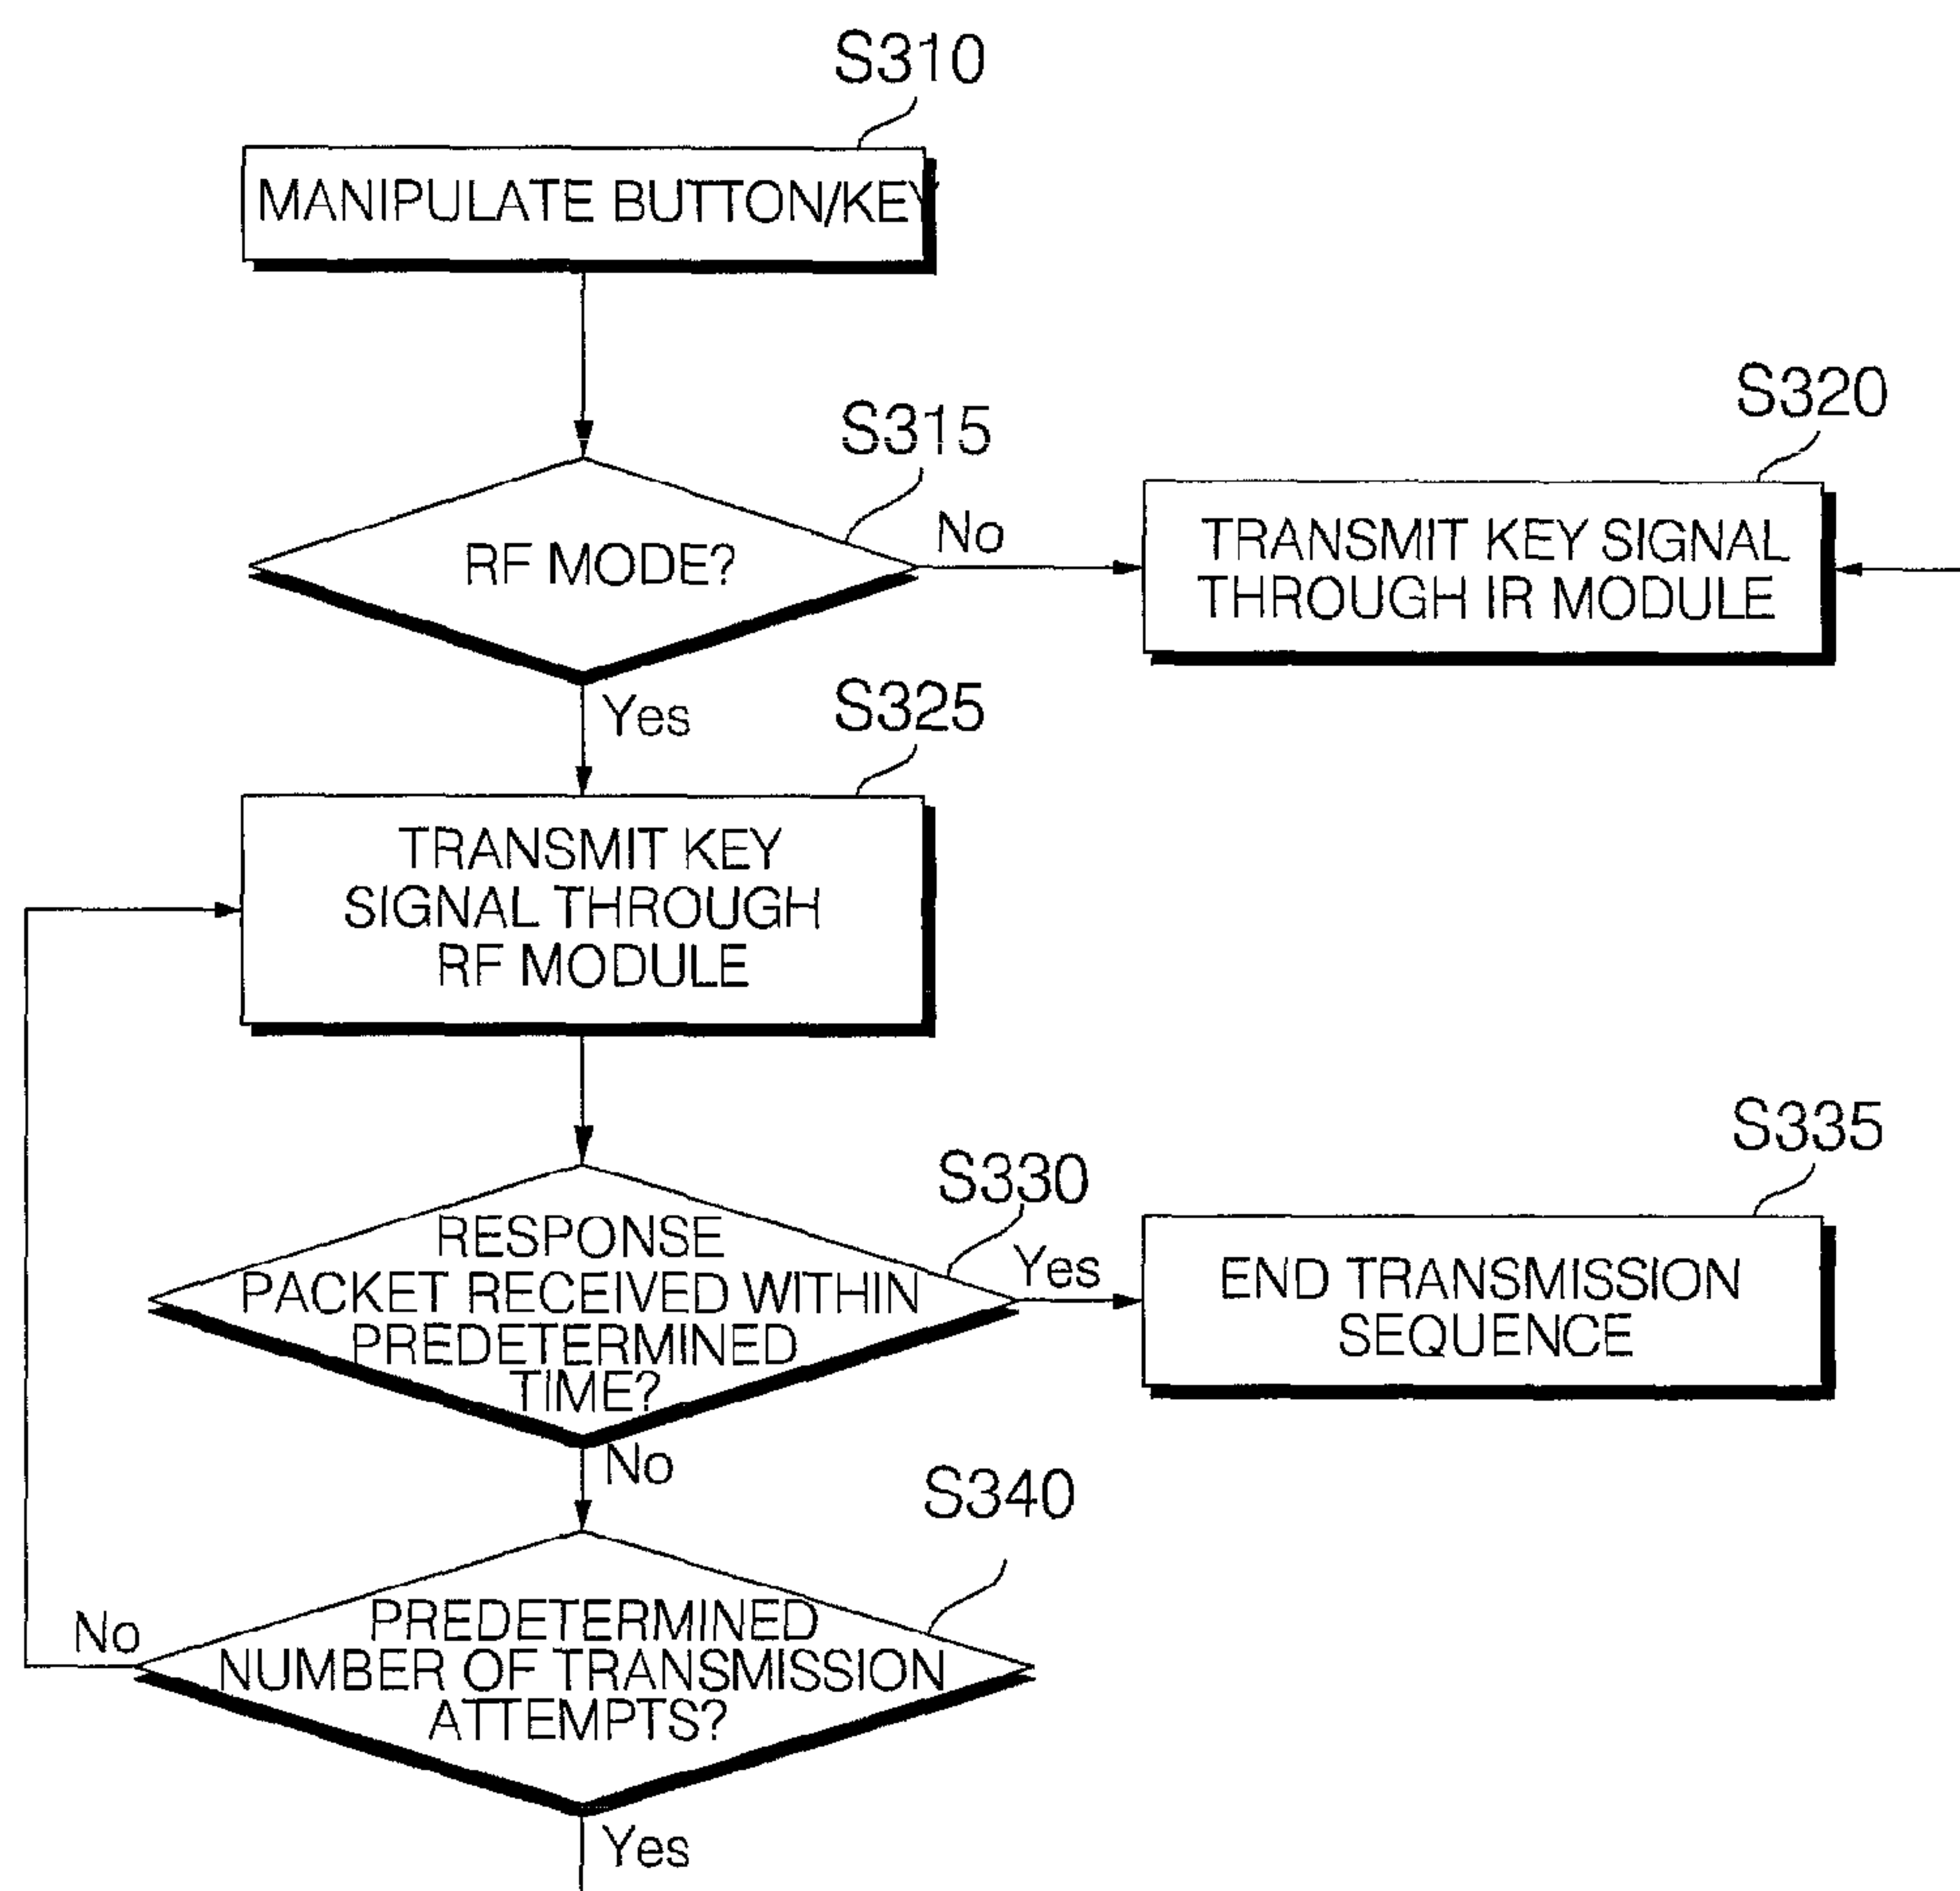 S310
MANIPULATE BUTTON/KEY
S315
RF MODE?
No
S320
TRANSMIT KEY SIGNAL
THROUGH IR MODULE
Yes
S325
TRANSMIT KEY
SIGNAL THROUGH
RF MODULE
S330
RESPONSE
PACKET RECEIVED WITHIN
PREDETERMINED
TIME?
Yes
S335
END TRANSMISSION
SEQUENCE
No
S340
PREDETERMINED
NUMBER OF TRANSMISSION
ATTEMPTS?
No
Yes